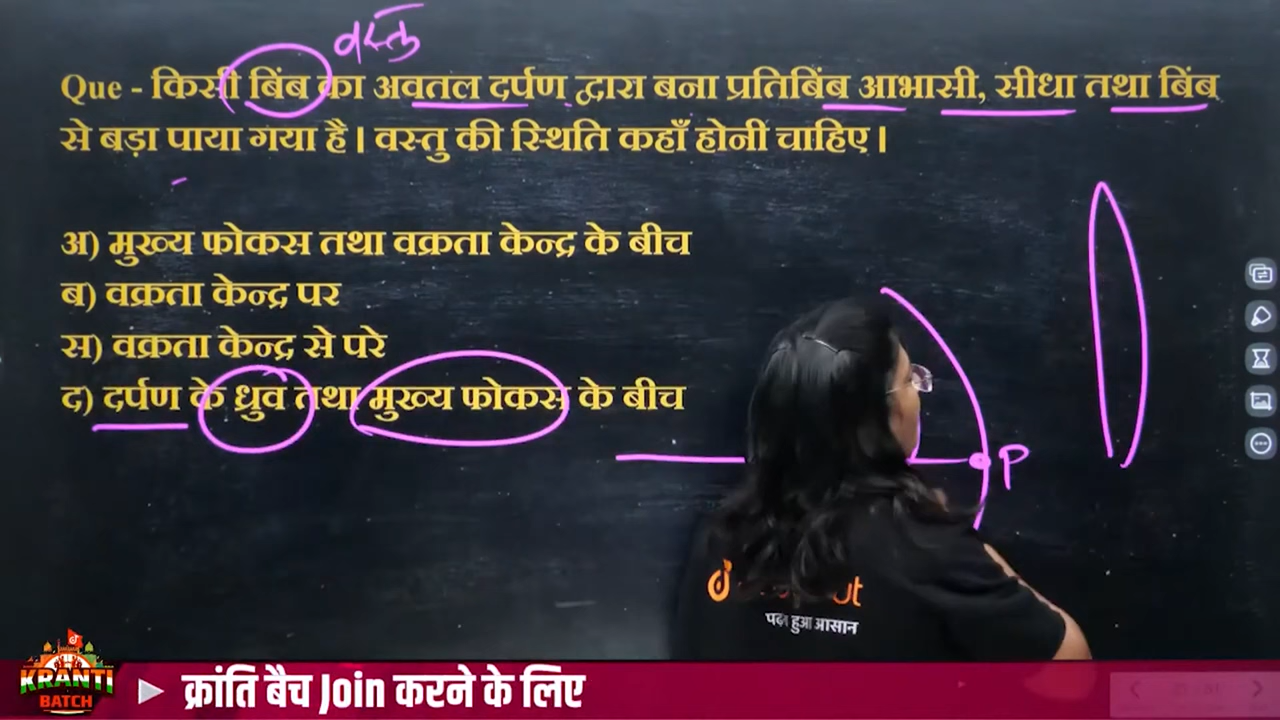 वस्तु
Que - किसी बिंब का अवतल दर्पण द्वारा बना प्रतिबिंब आभासी, सीधा तथा बिंब
से बड़ा पाया गया है। वस्तु की स्थिति कहाँ होनी चाहिए।
अ) मुख्य फोकस तथा वक्रता केन्द्र के बीच
ब) वक्रता केन्द्र पर
स) वक्रता केन्द्र से परे
द) दर्पण के ध्रुव तथा मुख्य फोकस के बीच
P
पढ़ना हुआ आसान
KRANTI
BATCH
क्रांति बैच Join करने के लिए